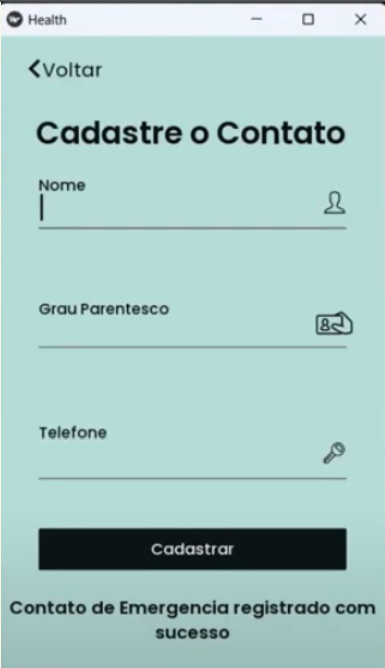 Health
Voltar
Cadastre o Contato
Nome
Grau Parentesco
Telefone
Cadastrar
Contato de Emergencia registrado com
sucesso